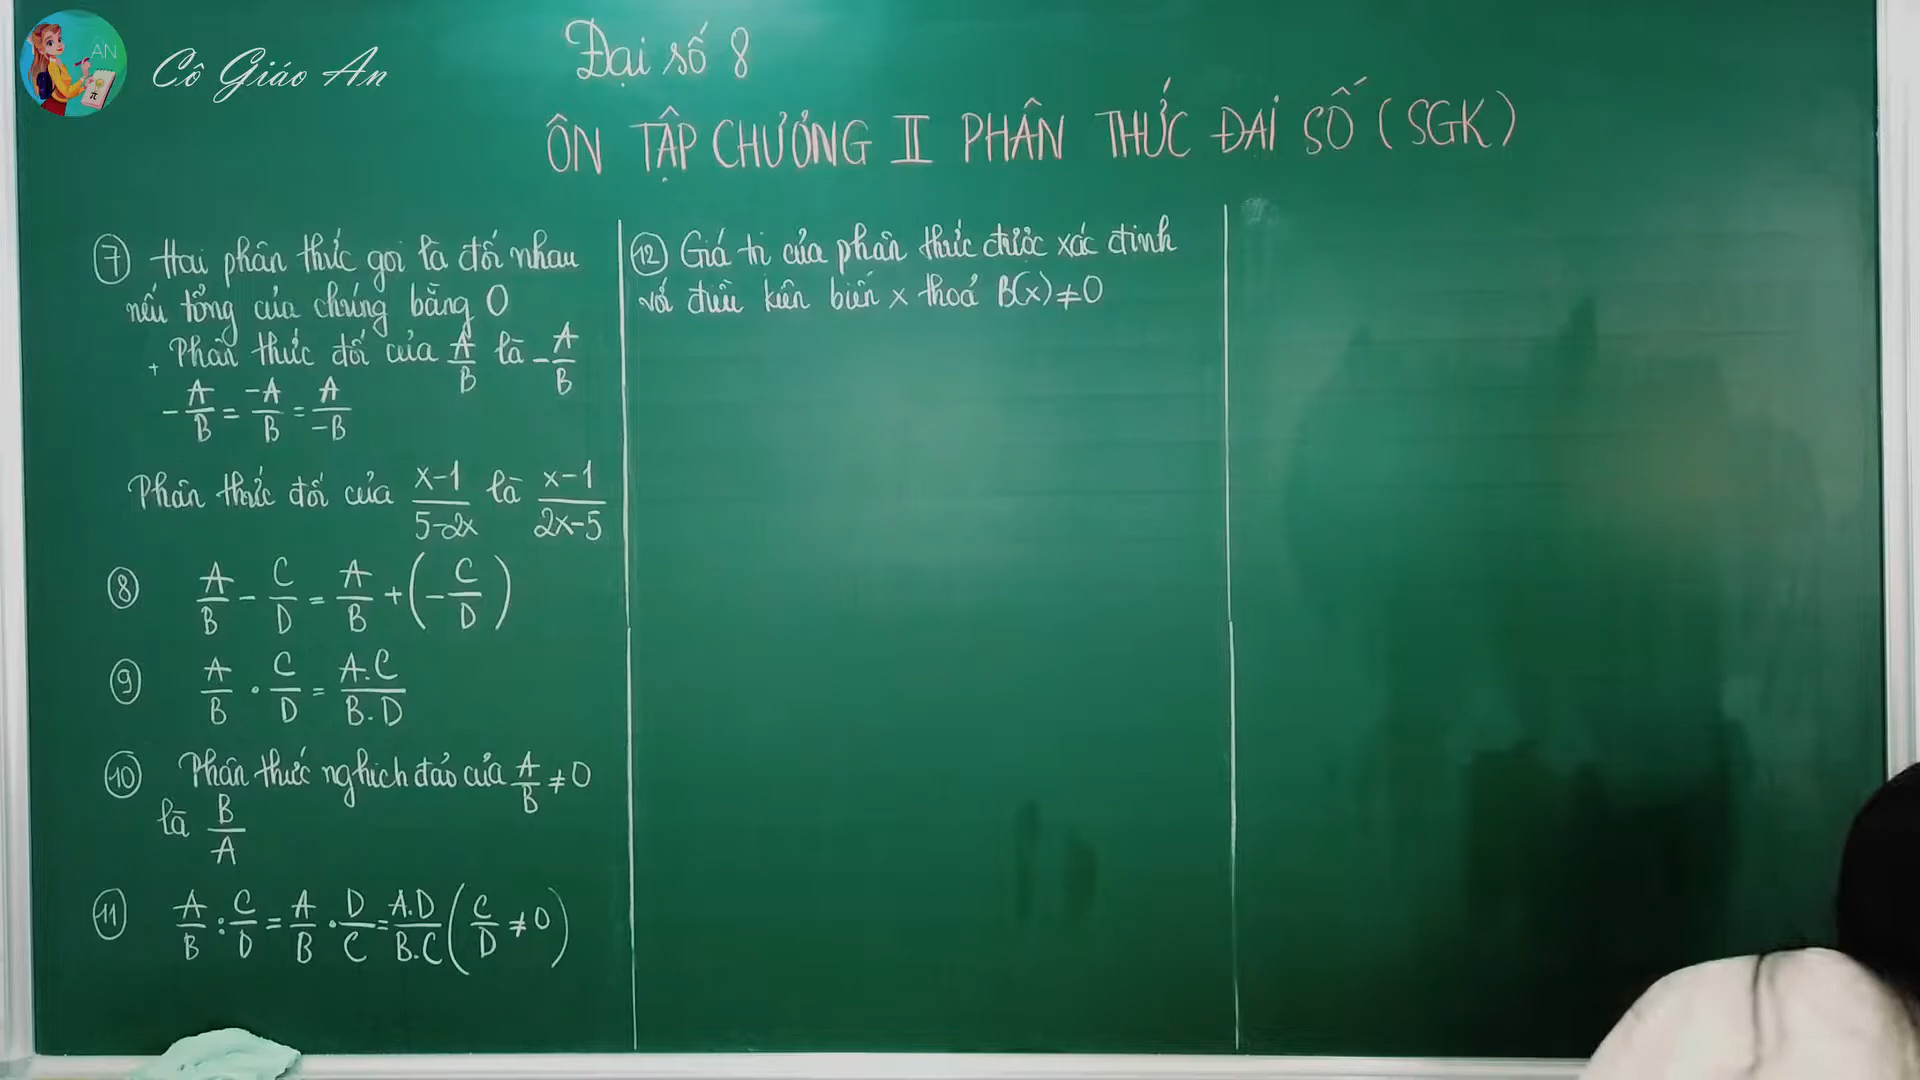 AN
Cô Giáo An
Đại số 8
ÔN TẬP CHƯƠNG II PHÂN THỨC ĐẠI SỐ (SGK)
⑦ Hai phân thức gọi là đối nhau
nếu tổng của chúng bằng 0
+ Phân thức đối của A/B là -A/B
-A/B = -A/B = A/-B
Phân thức đối của x-1/5-2x là x-1/2x-5
⑧ A/B - C/D = A/B + (-C/D)
⑨ A/B . C/D = A.C/B.D
⑩ Phân thức nghịch đảo của A/B ≠ 0
là B/A
⑪ A/B : C/D = A/B . D/C = A.D/B.C (C/D ≠ 0)
⑫ Giá trị của phân thức được xác định
với điều kiện biến x thoả B(x) ≠ 0